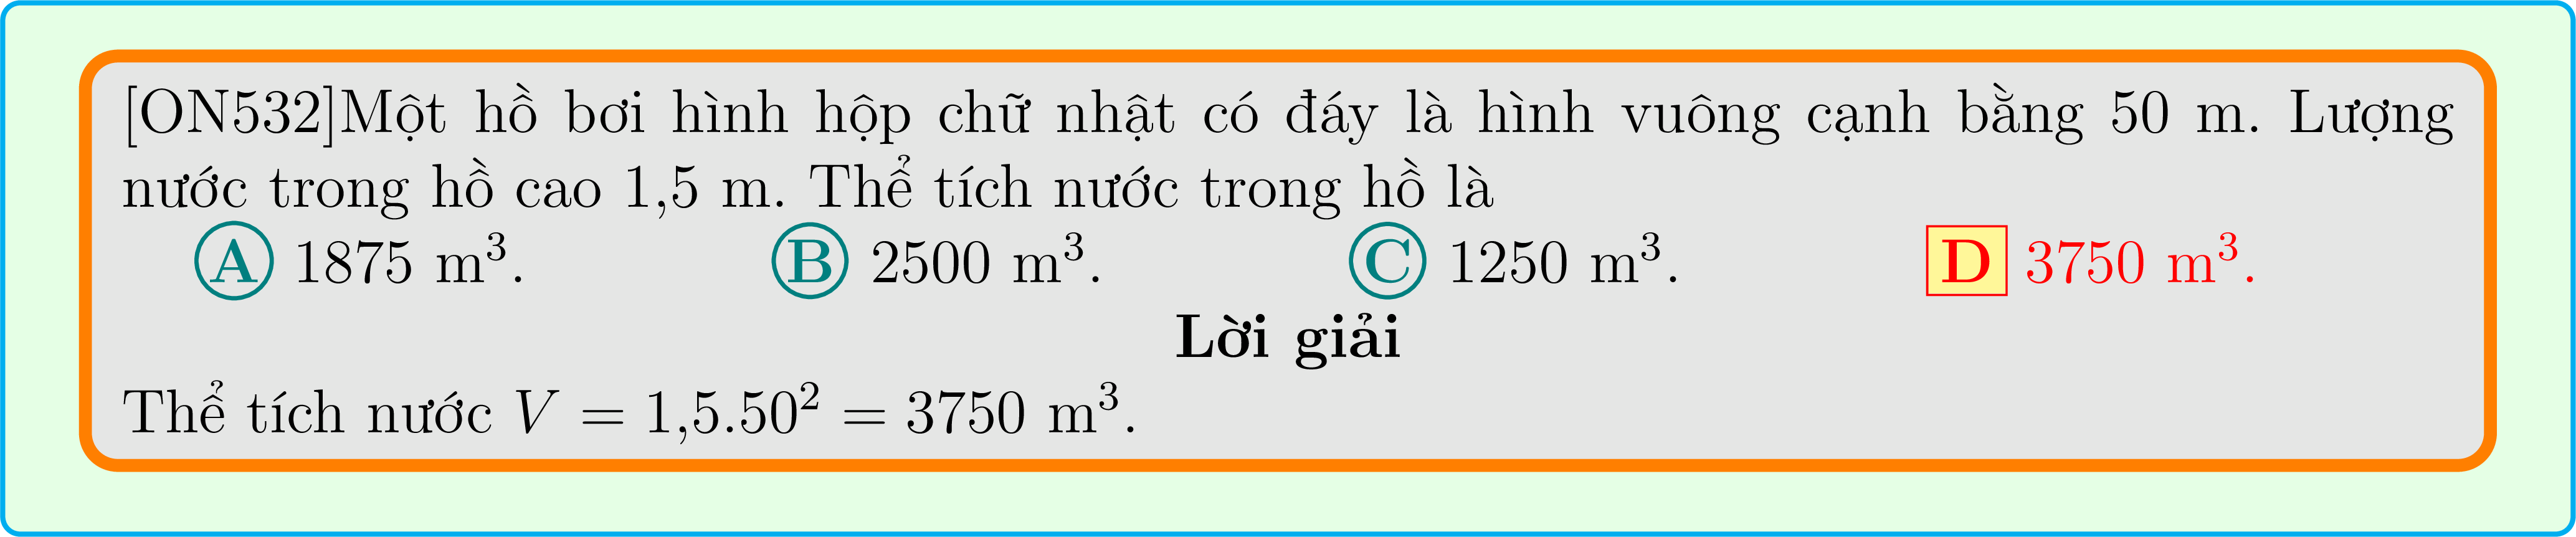 [ON532]Một hồ bơi hình hộp chữ nhật có đáy là hình vuông cạnh bằng 50 m. Lượng
nước trong hồ cao 1,5 m. Thể tích nước trong hồ là
A 1875 m³. B 2500 m³. C 1250 m³. D 3750 m³.
Lời giải
Thể tích nước V = 1,5.50² = 3750 m³.